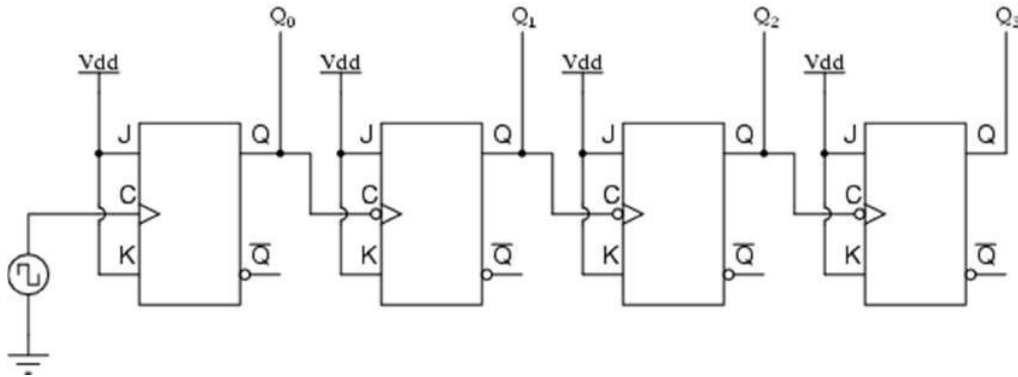 Q0 Q1 Q2 Q3
Vdd Vdd Vdd Vdd
J Q J Q J Q J Q
C C C C
K Q̅ K Q̅ K Q̅ K Q̅